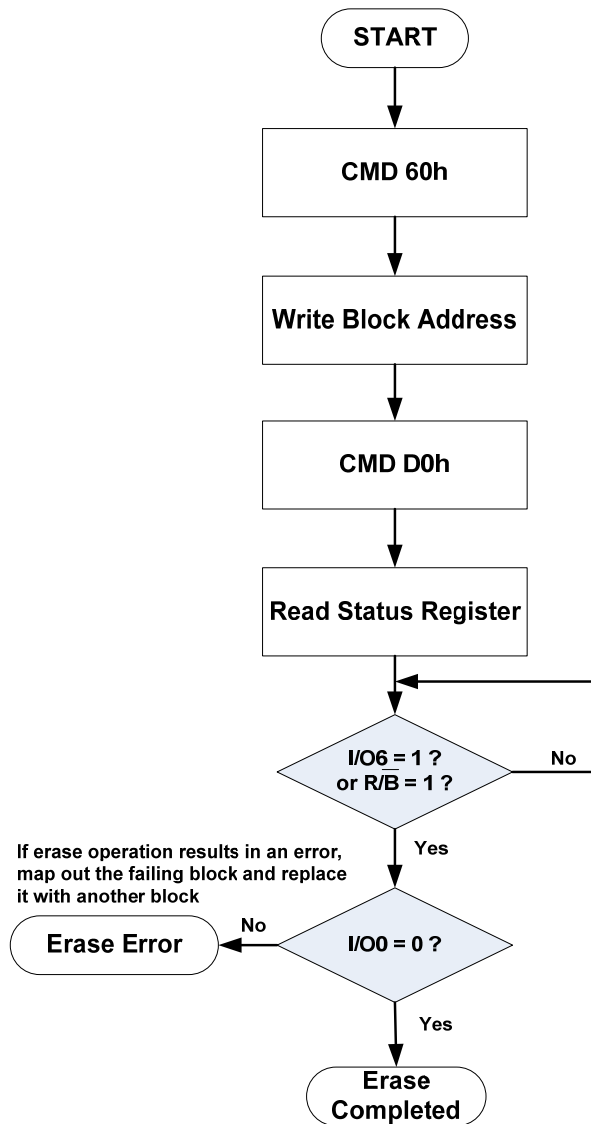 START
CMD 60h
Write Block Address
CMD D0h
Read Status Register
I/O6 = 1 ?
or R/B̅ = 1 ?
No
Yes
If erase operation results in an error,
map out the failing block and replace
it with another block
No
Erase Error
I/O0 = 0 ?
Yes
Erase
Completed